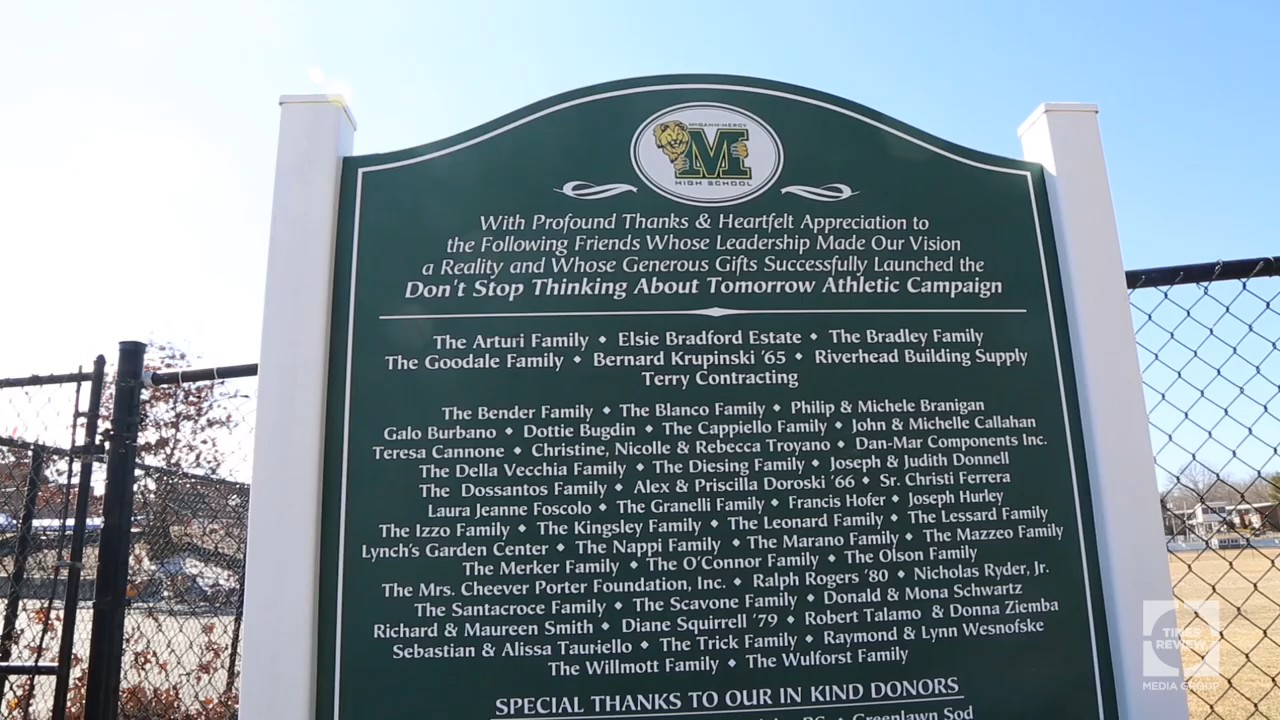 McGANN-MERCY
M
HIGH SCHOOL
With Profound Thanks & Heartfelt Appreciation to
the Following Friends Whose Leadership Made Our Vision
a Reality and Whose Generous Gifts Successfully Launched the
Don't Stop Thinking About Tomorrow Athletic Campaign
The Arturi Family ◆ Elsie Bradford Estate ◆ The Bradley Family
The Goodale Family ◆ Bernard Krupinski '65 ◆ Riverhead Building Supply
Terry Contracting
The Bender Family ◆ The Blanco Family ◆ Philip & Michele Branigan
Galo Burbano ◆ Dottie Bugdin ◆ The Cappiello Family ◆ John & Michelle Callahan
Teresa Cannone ◆ Christine, Nicolle & Rebecca Troyano ◆ Dan-Mar Components Inc.
The Della Vecchia Family ◆ The Diesing Family ◆ Joseph & Judith Donnell
The Dossantos Family ◆ Alex & Priscilla Doroski '66 ◆ Sr. Christi Ferrera
Laura Jeanne Foscolo ◆ The Granelli Family ◆ Francis Hofer ◆ Joseph Hurley
The Izzo Family ◆ The Kingsley Family ◆ The Leonard Family ◆ The Lessard Family
Lynch's Garden Center ◆ The Nappi Family ◆ The Marano Family ◆ The Mazzeo Family
The Merker Family ◆ The O'Connor Family ◆ The Olson Family
The Mrs. Cheever Porter Foundation, Inc. ◆ Ralph Rogers '80 ◆ Nicholas Ryder, Jr.
The Santacroce Family ◆ The Scavone Family ◆ Donald & Mona Schwartz
Richard & Maureen Smith ◆ Diane Squirrell '79 ◆ Robert Talamo & Donna Ziemba
Sebastian & Alissa Tauriello ◆ The Trick Family ◆ Raymond & Lynn Wesnofske
The Willmott Family ◆ The Wulforst Family
SPECIAL THANKS TO OUR IN KIND DONORS
PC ◆ Greenlawn Sod
TIMES
REVIEW
MEDIA GROUP